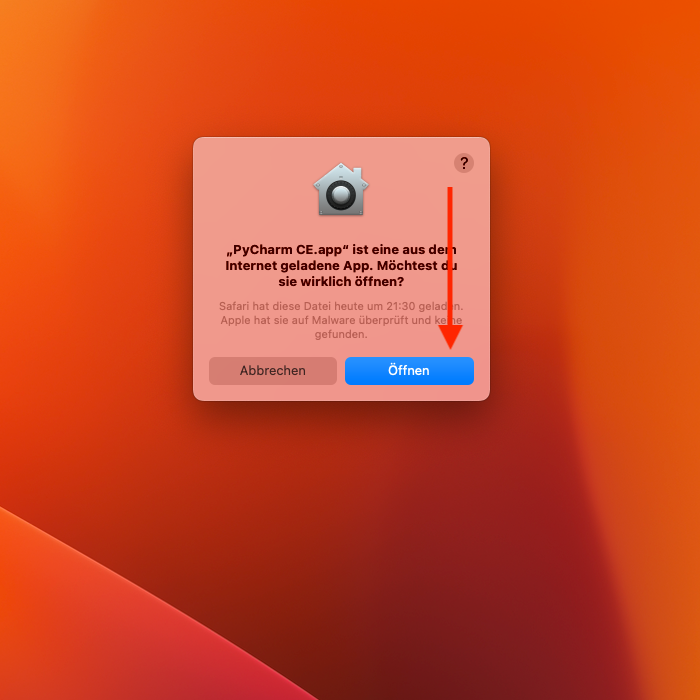 ?
„PyCharm CE.app“ ist eine aus dem
Internet geladene App. Möchtest du
sie wirklich öffnen?
Safari hat diese Datei heute um 21:30 geladen.
Apple hat sie auf Malware überprüft und keine
gefunden.
Abbrechen
Öffnen